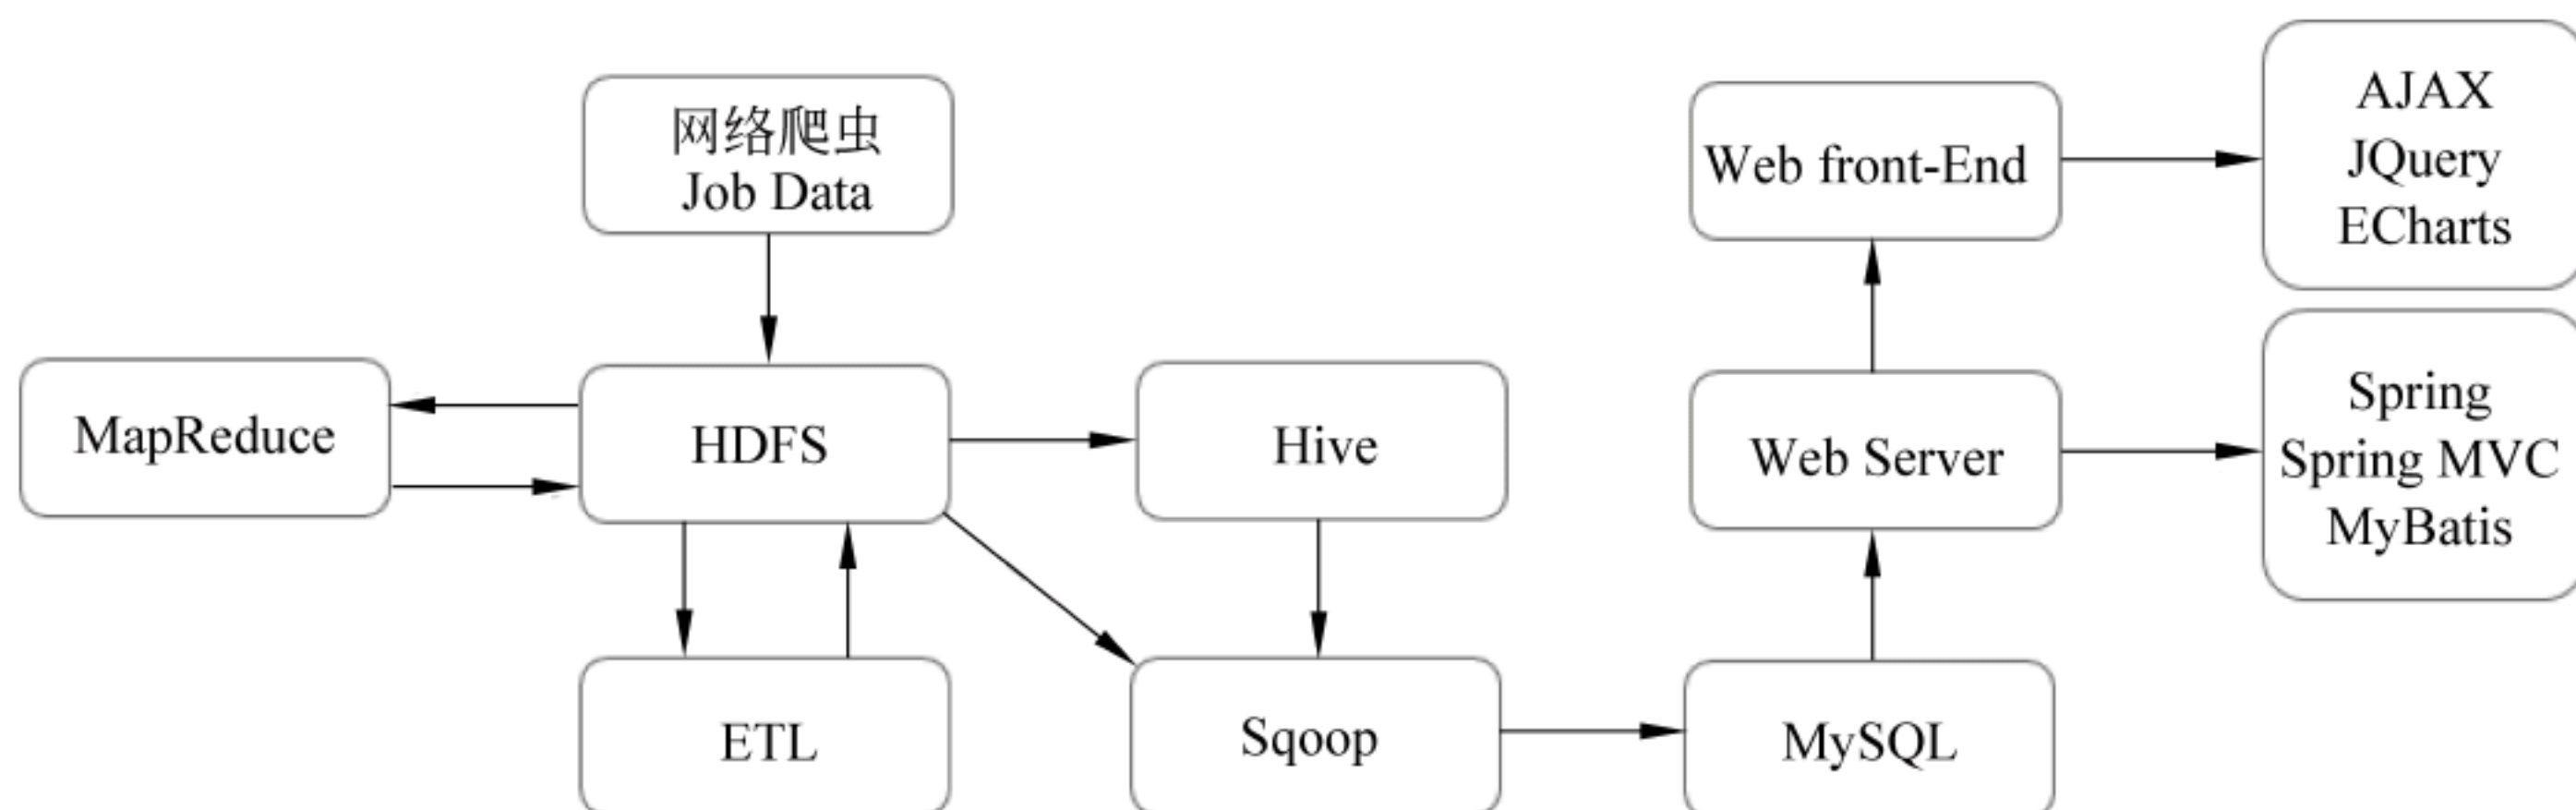 网络爬虫
Job Data
MapReduce
HDFS
Hive
ETL
Sqoop
MySQL
Web Server
Web front-End
AJAX
JQuery
ECharts
Spring
Spring MVC
MyBatis